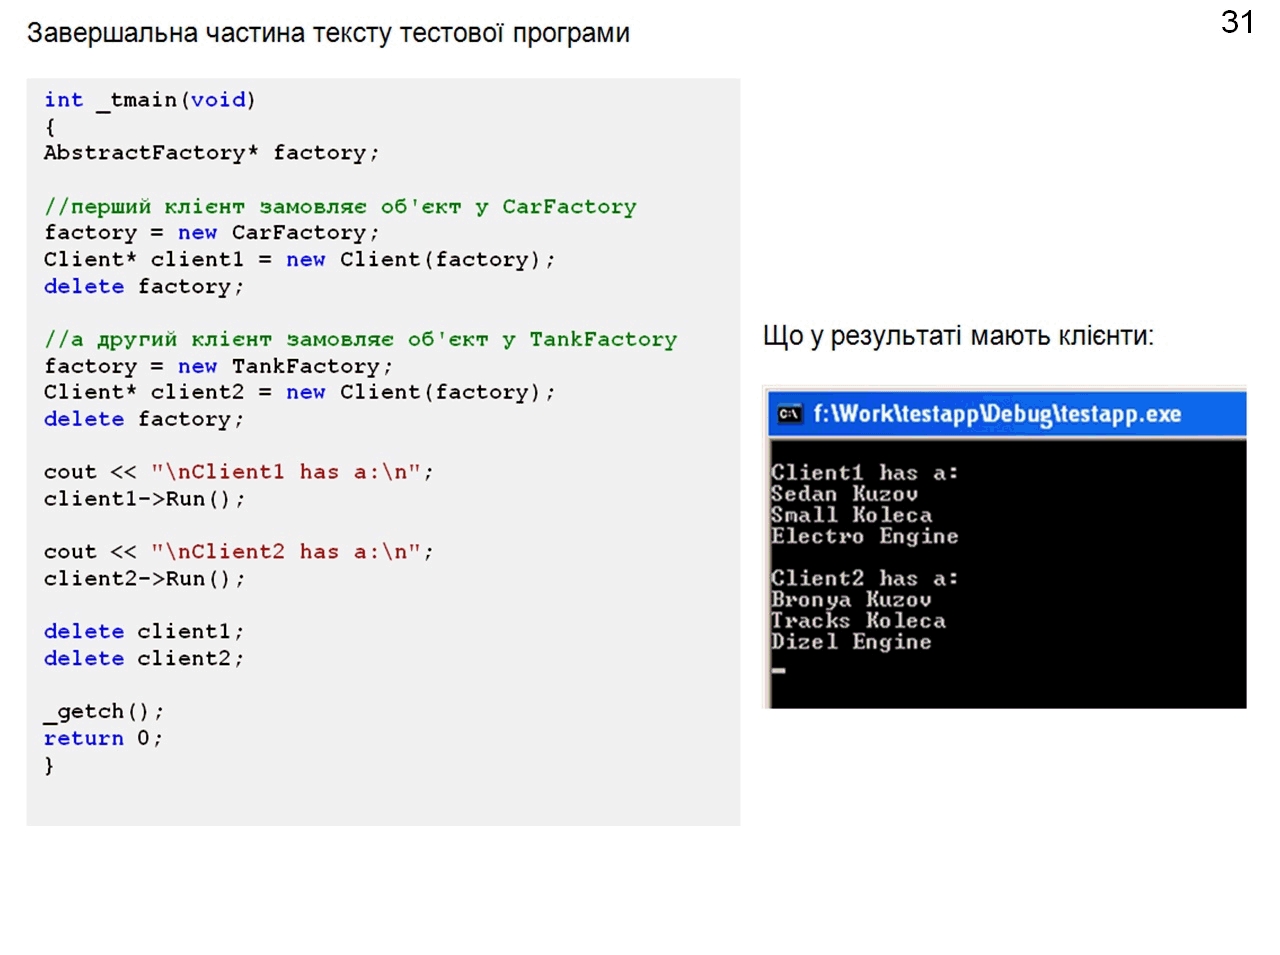 Завершальна частина тексту тестової програми
31
int _tmain(void)
{
AbstractFactory* factory;
//перший клієнт замовляє об'єкт у CarFactory
factory = new CarFactory;
Client* client1 = new Client(factory);
delete factory;
//а другий клієнт замовляє об'єкт у TankFactory
factory = new TankFactory;
Client* client2 = new Client(factory);
delete factory;
cout << "\nClient1 has a:\n";
client1->Run();
cout << "\nClient2 has a:\n";
client2->Run();
delete client1;
delete client2;
_getch();
return 0;
}
Що у результаті мають клієнти:
f:\Work\testapp\Debug\testapp.exe
Client1 has a:
Sedan Kuzov
Small Koleca
Electro Engine
Client2 has a:
Bronya Kuzov
Tracks Koleca
Dizel Engine